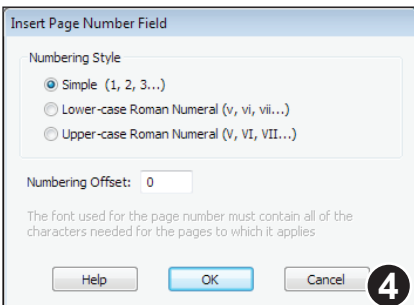 Insert Page Number Field
Numbering Style
Simple (1, 2, 3...)
Lower-case Roman Numeral (v, vi, vii...)
Upper-case Roman Numeral (V, VI, VII...)
Numbering Offset: 0
The font used for the page number must contain all of the
characters needed for the pages to which it applies
Help OK Cancel
4